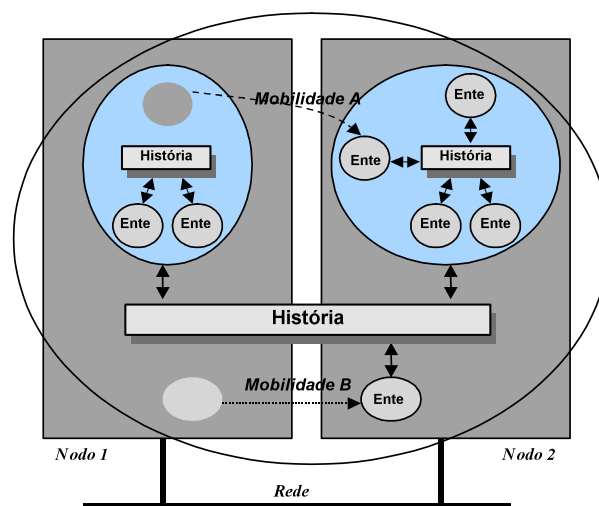 Mobilidade A
Ente
Ente
História
História
Ente
Ente
Ente
Ente
História
Mobilidade B
Ente
Nodo 1
Nodo 2
Rede